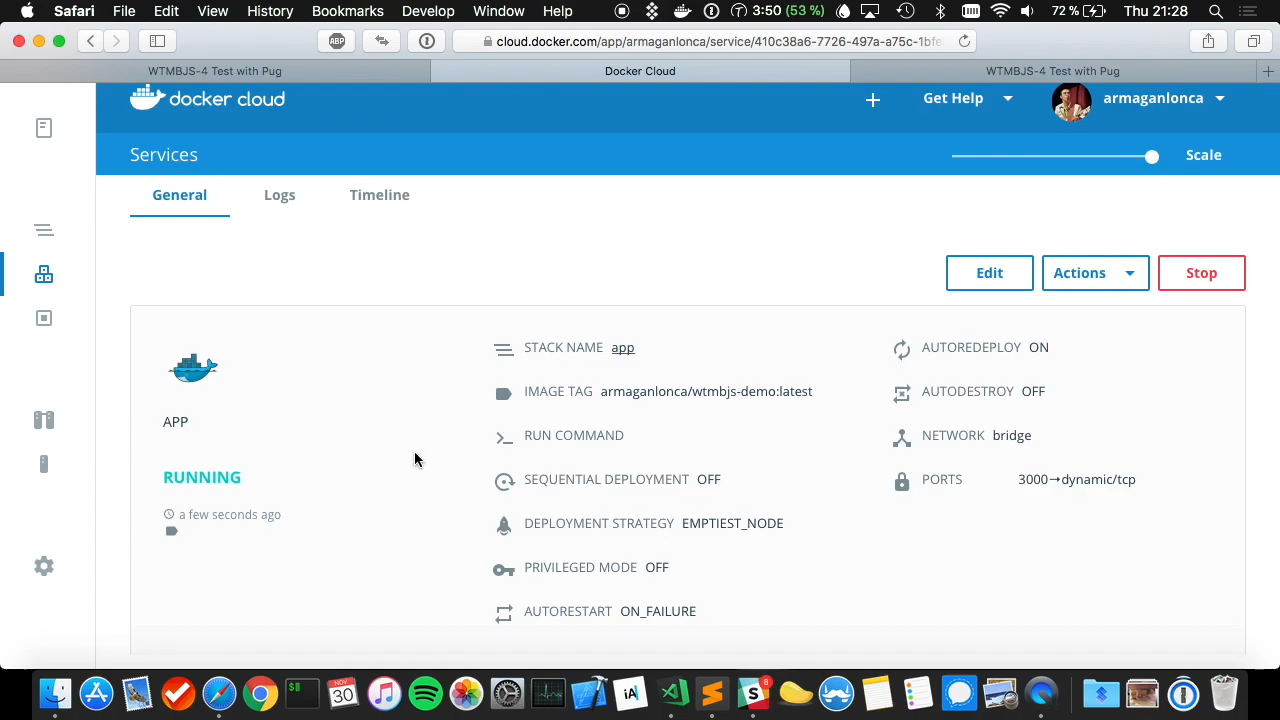 Safari File Edit View History Bookmarks Develop Window Help 3:50 (53 %) 72 % Thu 21:28
ABP cloud.docker.com/app/armaganlonca/service/410c38a6-7726-497a-a75c-1bfe
WTMBJS-4 Test with Pug Docker Cloud WTMBJS-4 Test with Pug
docker cloud Get Help armaganlonca
Services Scale
General Logs Timeline
Edit Actions Stop
STACK NAME app AUTOREDEPLOY ON
IMAGE TAG armaganlonca/wtmbjs-demo:latest AUTODESTROY OFF
APP
RUN COMMAND NETWORK bridge
RUNNING
SEQUENTIAL DEPLOYMENT OFF PORTS 3000→dynamic/tcp
a few seconds ago
DEPLOYMENT STRATEGY EMPTIEST_NODE
PRIVILEGED MODE OFF
AUTORESTART ON_FAILURE
$ NOV 30 iA 8